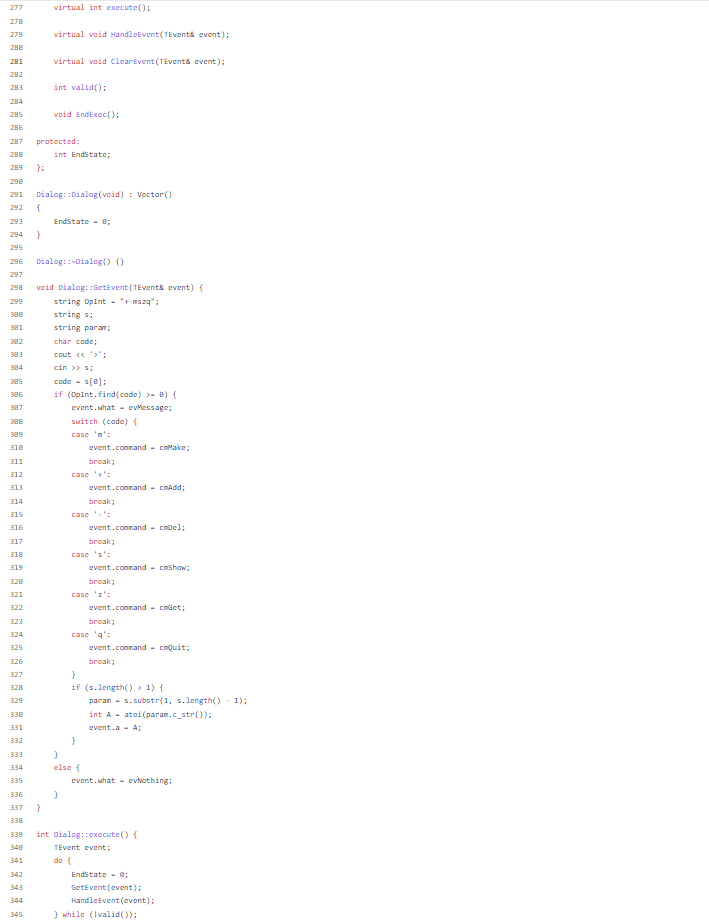 277 virtual int execute();
278
279 virtual void HandleEvent(TEvent& event);
280
281 virtual void ClearEvent(TEvent& event);
282
283 int valid();
284
285 void EndExec();
286
287 protected:
288 int EndState;
289 };
290
291 Dialog::Dialog(void) : Vector()
292 {
293 EndState = 0;
294 }
295
296 Dialog::~Dialog() {}
297
298 void Dialog::GetEvent(TEvent& event) {
299 string OpInt = "+-mszq";
300 string s;
301 string param;
302 char code;
303 cout << '>';
304 cin >> s;
305 code = s[0];
306 if (OpInt.find(code) >= 0) {
307 event.what = evMessage;
308 switch (code) {
309 case 'm':
310 event.command = cmMake;
311 break;
312 case '+':
313 event.command = cmAdd;
314 break;
315 case '-':
316 event.command = cmDel;
317 break;
318 case 's':
319 event.command = cmShow;
320 break;
321 case 'z':
322 event.command = cmGet;
323 break;
324 case 'q':
325 event.command = cmQuit;
326 break;
327 }
328 if (s.length() > 1) {
329 param = s.substr(1, s.length() - 1);
330 int A = atoi(param.c_str());
331 event.a = A;
332 }
333 }
334 else {
335 event.what = evNothing;
336 }
337 }
338
339 int Dialog::execute() {
340 TEvent event;
341 do {
342 EndState = 0;
343 GetEvent(event);
344 HandleEvent(event);
345 } while (!valid());